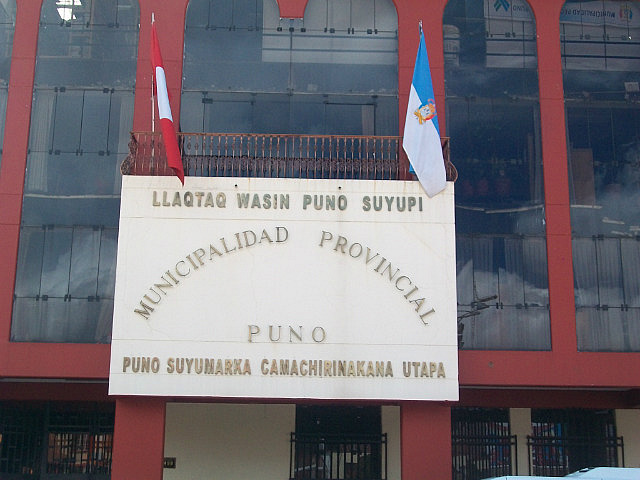 LLAQTAQ WASIN PUNO SUYUPI
MUNICIPALIDAD PROVINCIAL
PUNO
PUNO SUYUMARKA CAMACHIRINAKANA UTAPA